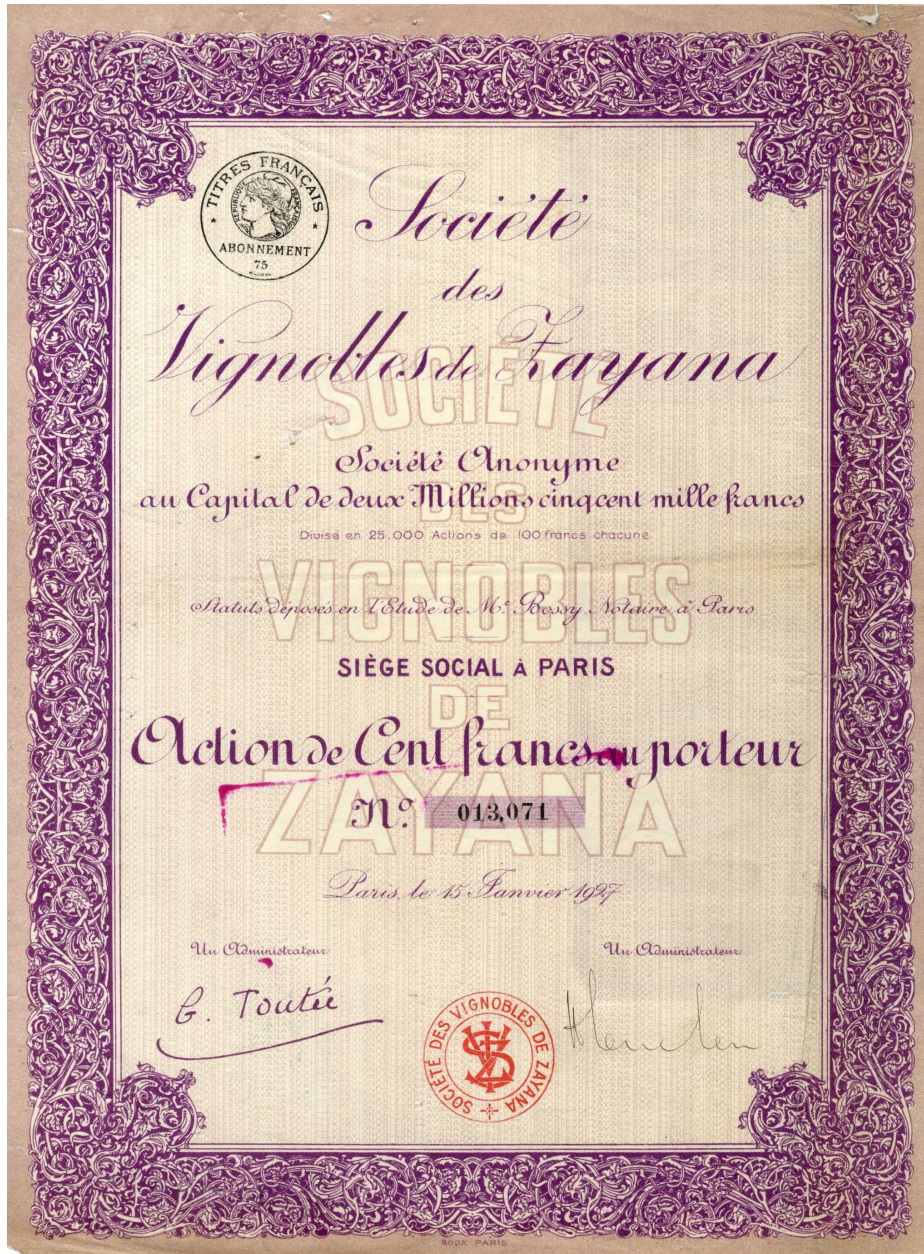 TITRES FRANÇAIS
RÉPUBLIQUE FRANÇAISE
ABONNEMENT
75
Société
des
Vignobles de Zayana
SOCIÉTÉ
DES
VIGNOBLES
DE
ZAYANA
Société Anonyme
au Capital de deux Millions cinq cent mille francs
Divisé en 25.000 Actions de 100 francs chacune
Statuts déposés en l'Etude de Me Bossy Notaire à Paris
SIÈGE SOCIAL À PARIS
Action de Cent francs au porteur
No. 013,071
Paris, le 15 Janvier 1927
Un Administrateur
Un Administrateur
G. Toutée
SOCIÉTÉ DES VIGNOBLES DE ZAYANA
ROUX PARIS